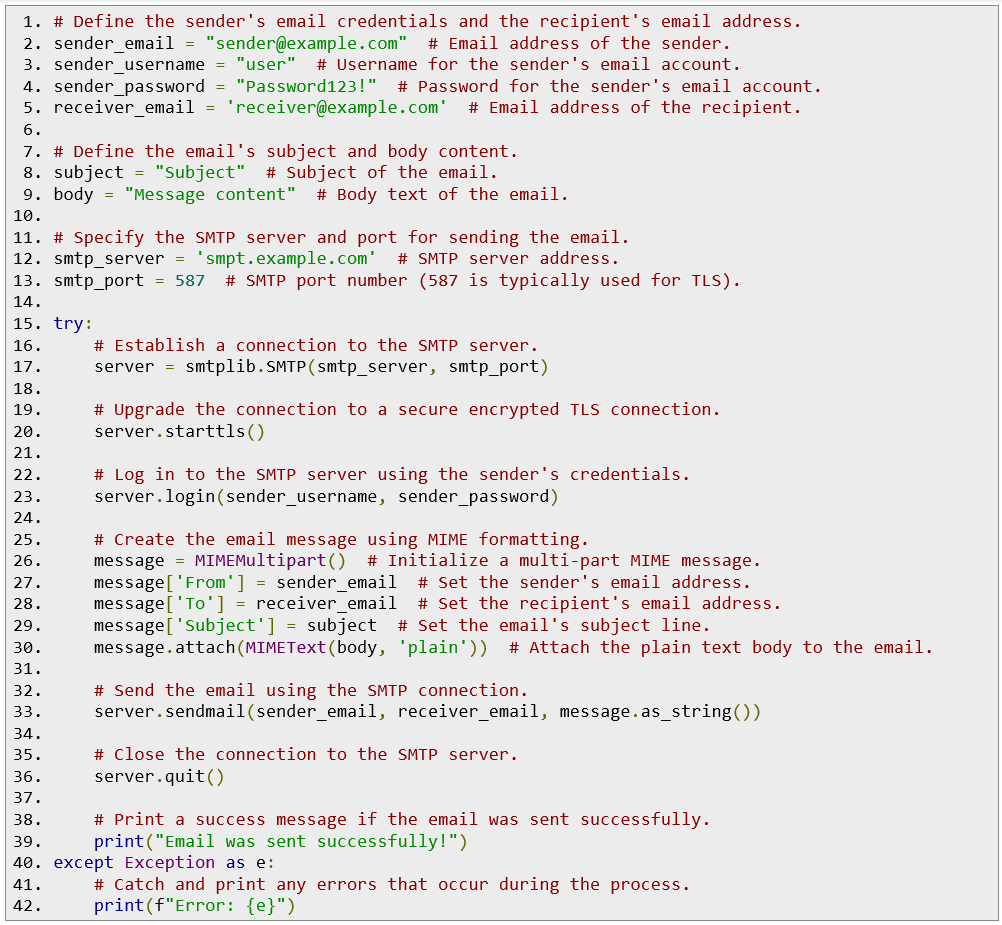 1. # Define the sender's email credentials and the recipient's email address.
2. sender_email = "sender@example.com"  # Email address of the sender.
3. sender_username = "user"  # Username for the sender's email account.
4. sender_password = "Password123!"  # Password for the sender's email account.
5. receiver_email = 'receiver@example.com'  # Email address of the recipient.
6.
7. # Define the email's subject and body content.
8. subject = "Subject"  # Subject of the email.
9. body = "Message content"  # Body text of the email.
10.
11. # Specify the SMTP server and port for sending the email.
12. smtp_server = 'smpt.example.com'  # SMTP server address.
13. smtp_port = 587  # SMTP port number (587 is typically used for TLS).
14.
15. try:
16.     # Establish a connection to the SMTP server.
17.     server = smtplib.SMTP(smtp_server, smtp_port)
18.
19.     # Upgrade the connection to a secure encrypted TLS connection.
20.     server.starttls()
21.
22.     # Log in to the SMTP server using the sender's credentials.
23.     server.login(sender_username, sender_password)
24.
25.     # Create the email message using MIME formatting.
26.     message = MIMEMultipart()  # Initialize a multi-part MIME message.
27.     message['From'] = sender_email  # Set the sender's email address.
28.     message['To'] = receiver_email  # Set the recipient's email address.
29.     message['Subject'] = subject  # Set the email's subject line.
30.     message.attach(MIMEText(body, 'plain'))  # Attach the plain text body to the email.
31.
32.     # Send the email using the SMTP connection.
33.     server.sendmail(sender_email, receiver_email, message.as_string())
34.
35.     # Close the connection to the SMTP server.
36.     server.quit()
37.
38.     # Print a success message if the email was sent successfully.
39.     print("Email was sent successfully!")
40. except Exception as e:
41.     # Catch and print any errors that occur during the process.
42.     print(f"Error: {e}")